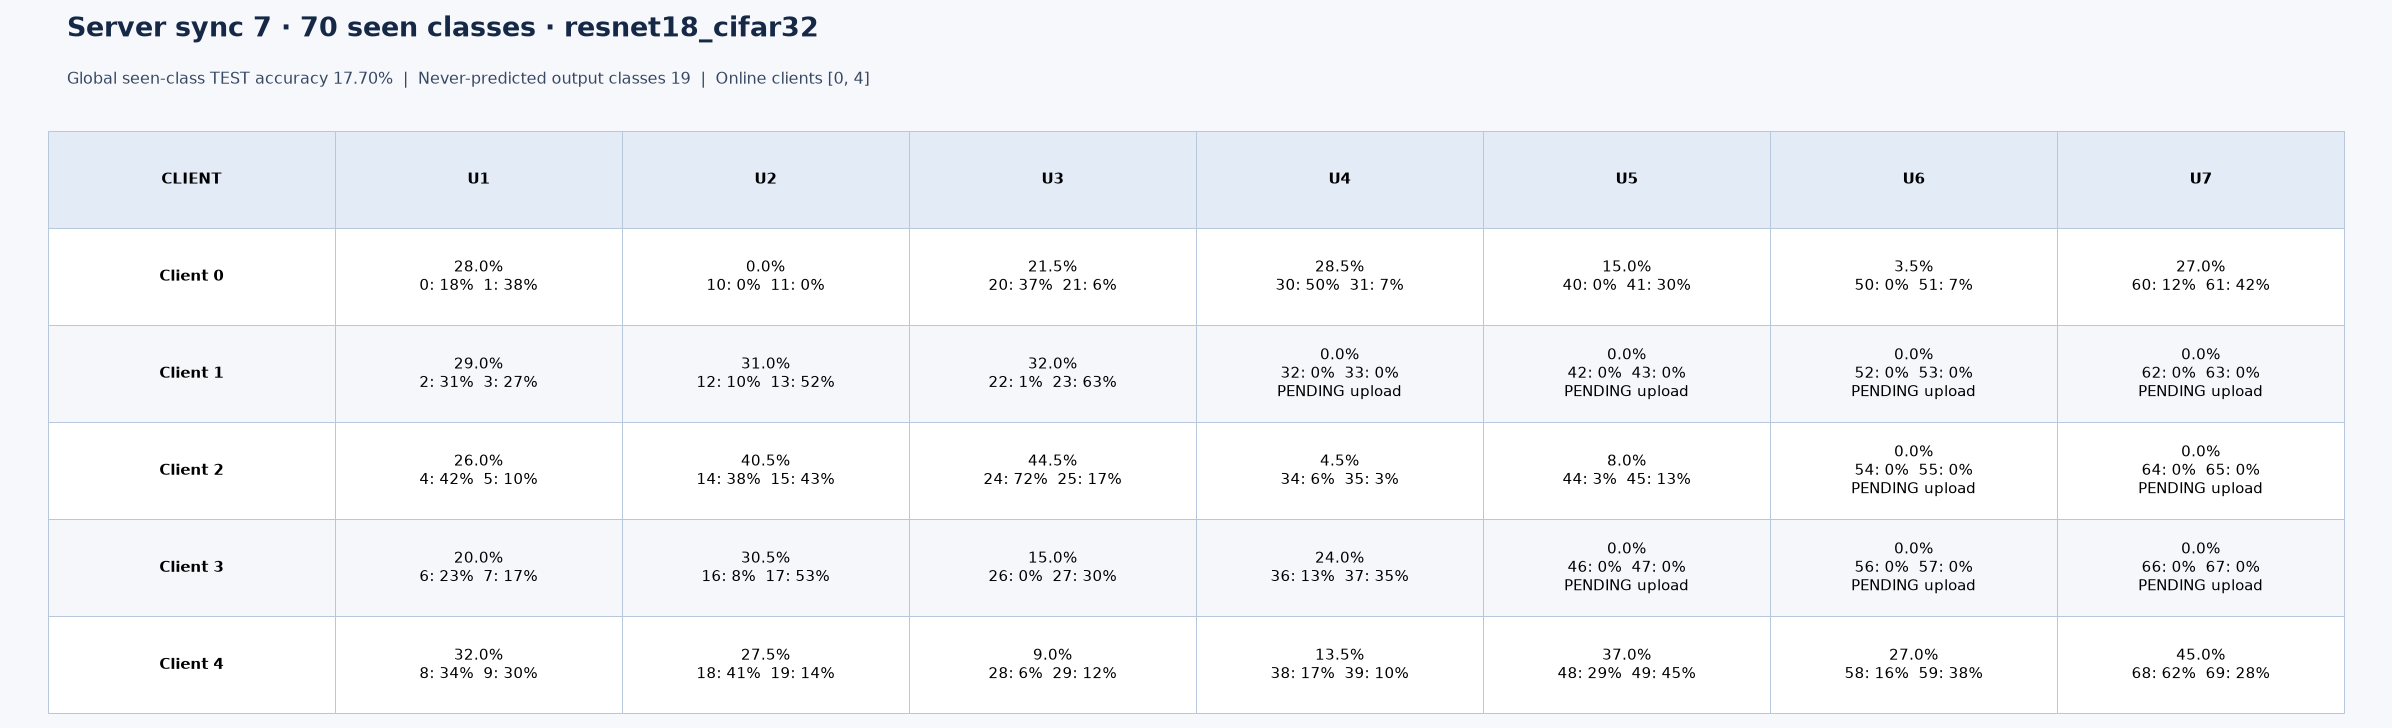 Server sync 7 · 70 seen classes · resnet18_cifar32
Global seen-class TEST accuracy 17.70% | Never-predicted output classes 19 | Online clients [0, 4]
CLIENT U1 U2 U3 U4 U5 U6 U7
Client 0
28.0%
0: 18% 1: 38%
0.0%
10: 0% 11: 0%
21.5%
20: 37% 21: 6%
28.5%
30: 50% 31: 7%
15.0%
40: 0% 41: 30%
3.5%
50: 0% 51: 7%
27.0%
60: 12% 61: 42%
Client 1
29.0%
2: 31% 3: 27%
31.0%
12: 10% 13: 52%
32.0%
22: 1% 23: 63%
0.0%
32: 0% 33: 0%
PENDING upload
0.0%
42: 0% 43: 0%
PENDING upload
0.0%
52: 0% 53: 0%
PENDING upload
0.0%
62: 0% 63: 0%
PENDING upload
Client 2
26.0%
4: 42% 5: 10%
40.5%
14: 38% 15: 43%
44.5%
24: 72% 25: 17%
4.5%
34: 6% 35: 3%
8.0%
44: 3% 45: 13%
0.0%
54: 0% 55: 0%
PENDING upload
0.0%
64: 0% 65: 0%
PENDING upload
Client 3
20.0%
6: 23% 7: 17%
30.5%
16: 8% 17: 53%
15.0%
26: 0% 27: 30%
24.0%
36: 13% 37: 35%
0.0%
46: 0% 47: 0%
PENDING upload
0.0%
56: 0% 57: 0%
PENDING upload
0.0%
66: 0% 67: 0%
PENDING upload
Client 4
32.0%
8: 34% 9: 30%
27.5%
18: 41% 19: 14%
9.0%
28: 6% 29: 12%
13.5%
38: 17% 39: 10%
37.0%
48: 29% 49: 45%
27.0%
58: 16% 59: 38%
45.0%
68: 62% 69: 28%